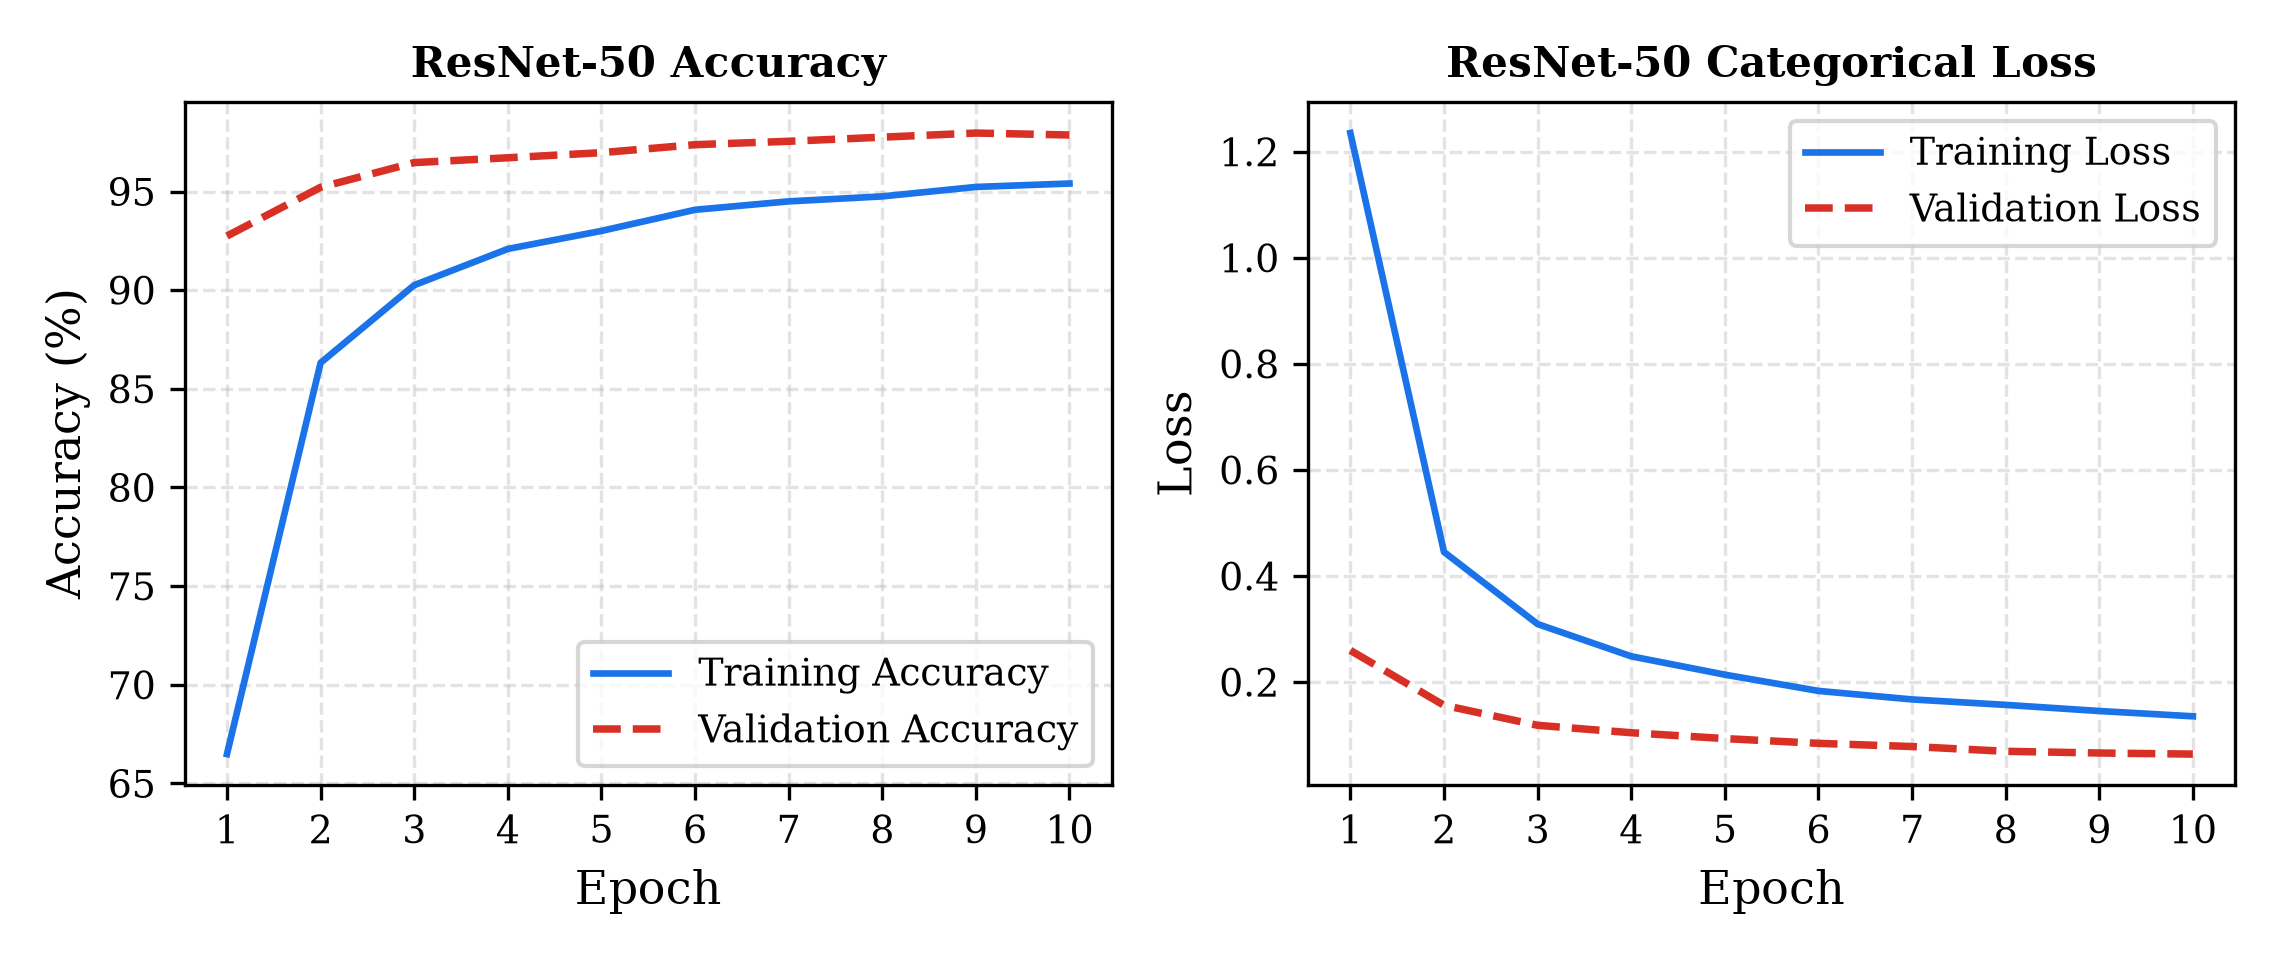 ResNet-50 Accuracy
Accuracy (%)
95
90
85
80
75
70
65
Training Accuracy
Validation Accuracy
1 2 3 4 5 6 7 8 9 10
Epoch
ResNet-50 Categorical Loss
Loss
1.2
1.0
0.8
0.6
0.4
0.2
Training Loss
Validation Loss
1 2 3 4 5 6 7 8 9 10
Epoch